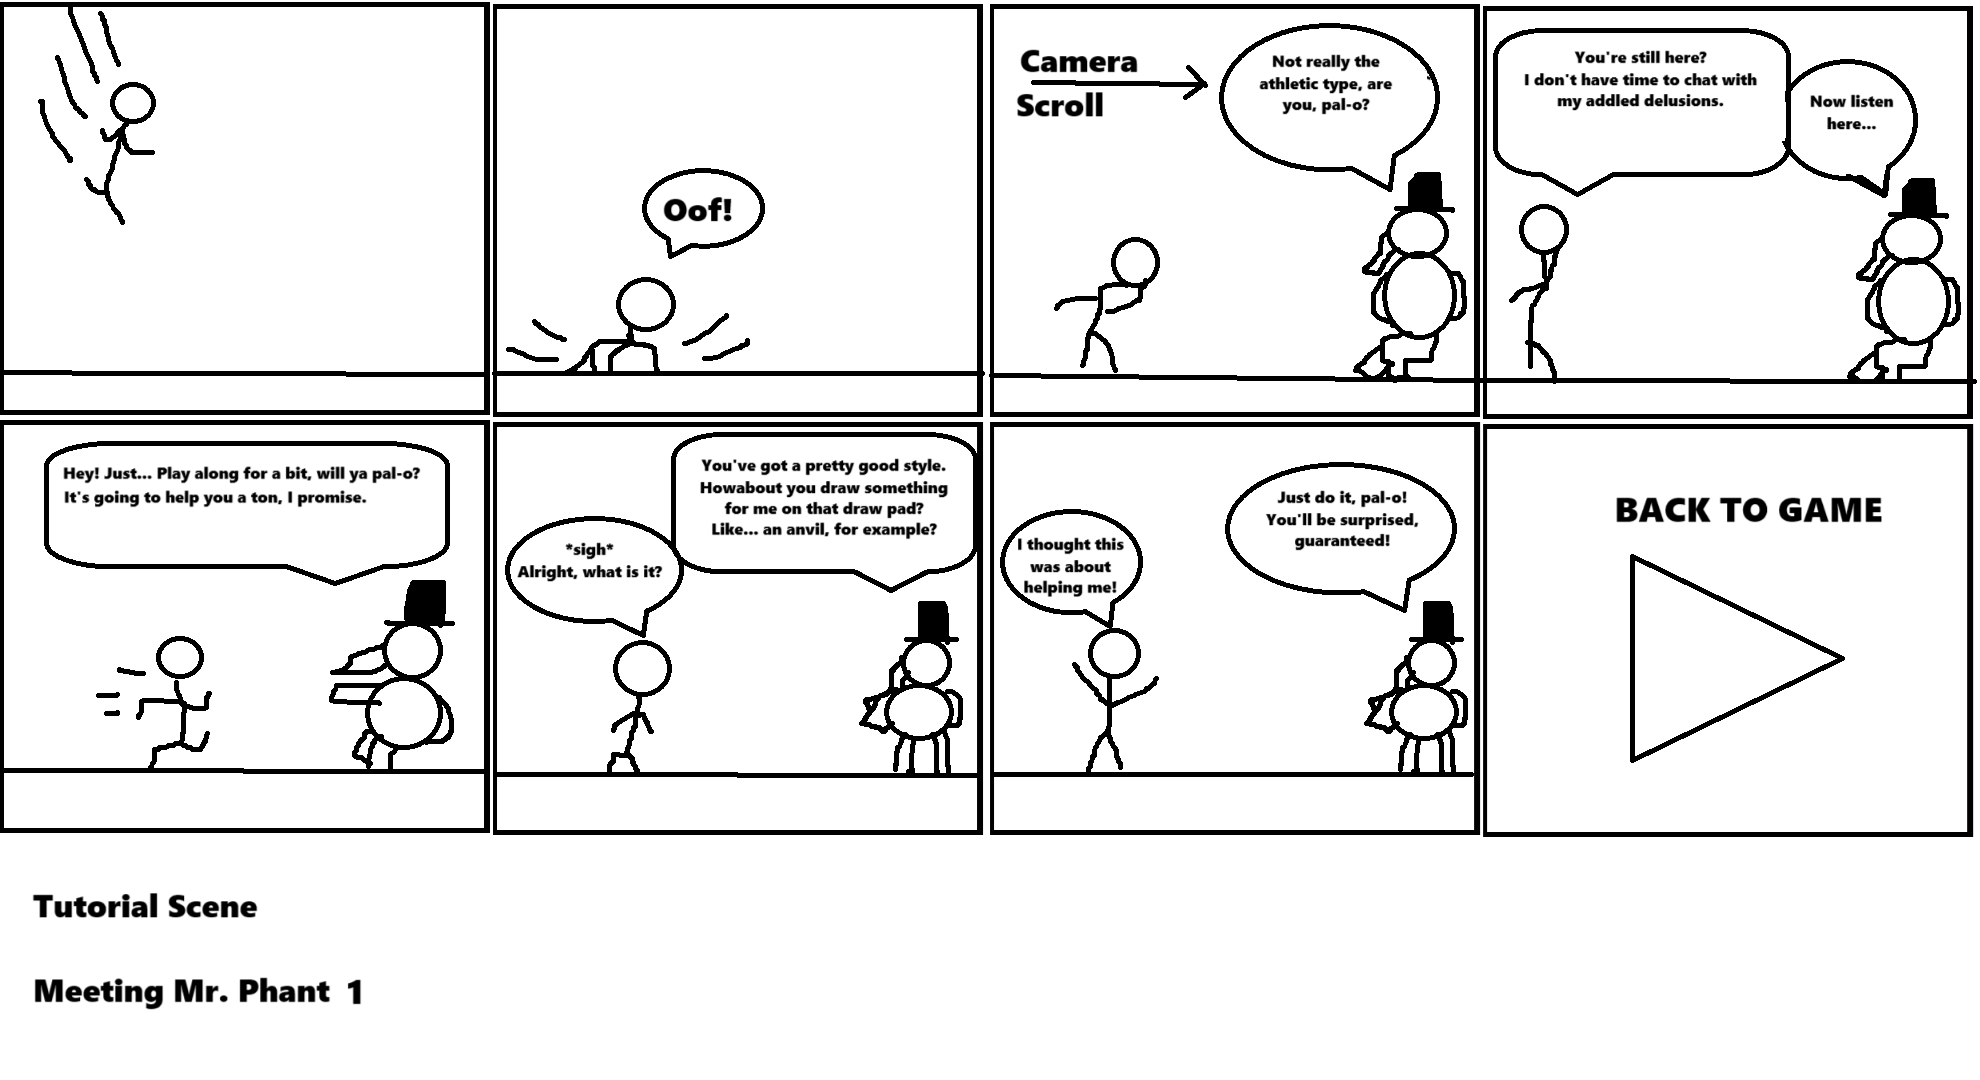 Oof!
Camera
Scroll
Not really the
athletic type, are
you, pal-o?
You're still here?
I don't have time to chat with
my addled delusions.
Now listen
here...
Hey! Just... Play along for a bit, will ya pal-o?
It's going to help you a ton, I promise.
*sigh*
Alright, what is it?
You've got a pretty good style.
Howabout you draw something
for me on that draw pad?
Like... an anvil, for example?
I thought this
was about
helping me!
Just do it, pal-o!
You'll be surprised,
guaranteed!
BACK TO GAME
Tutorial Scene
Meeting Mr. Phant 1